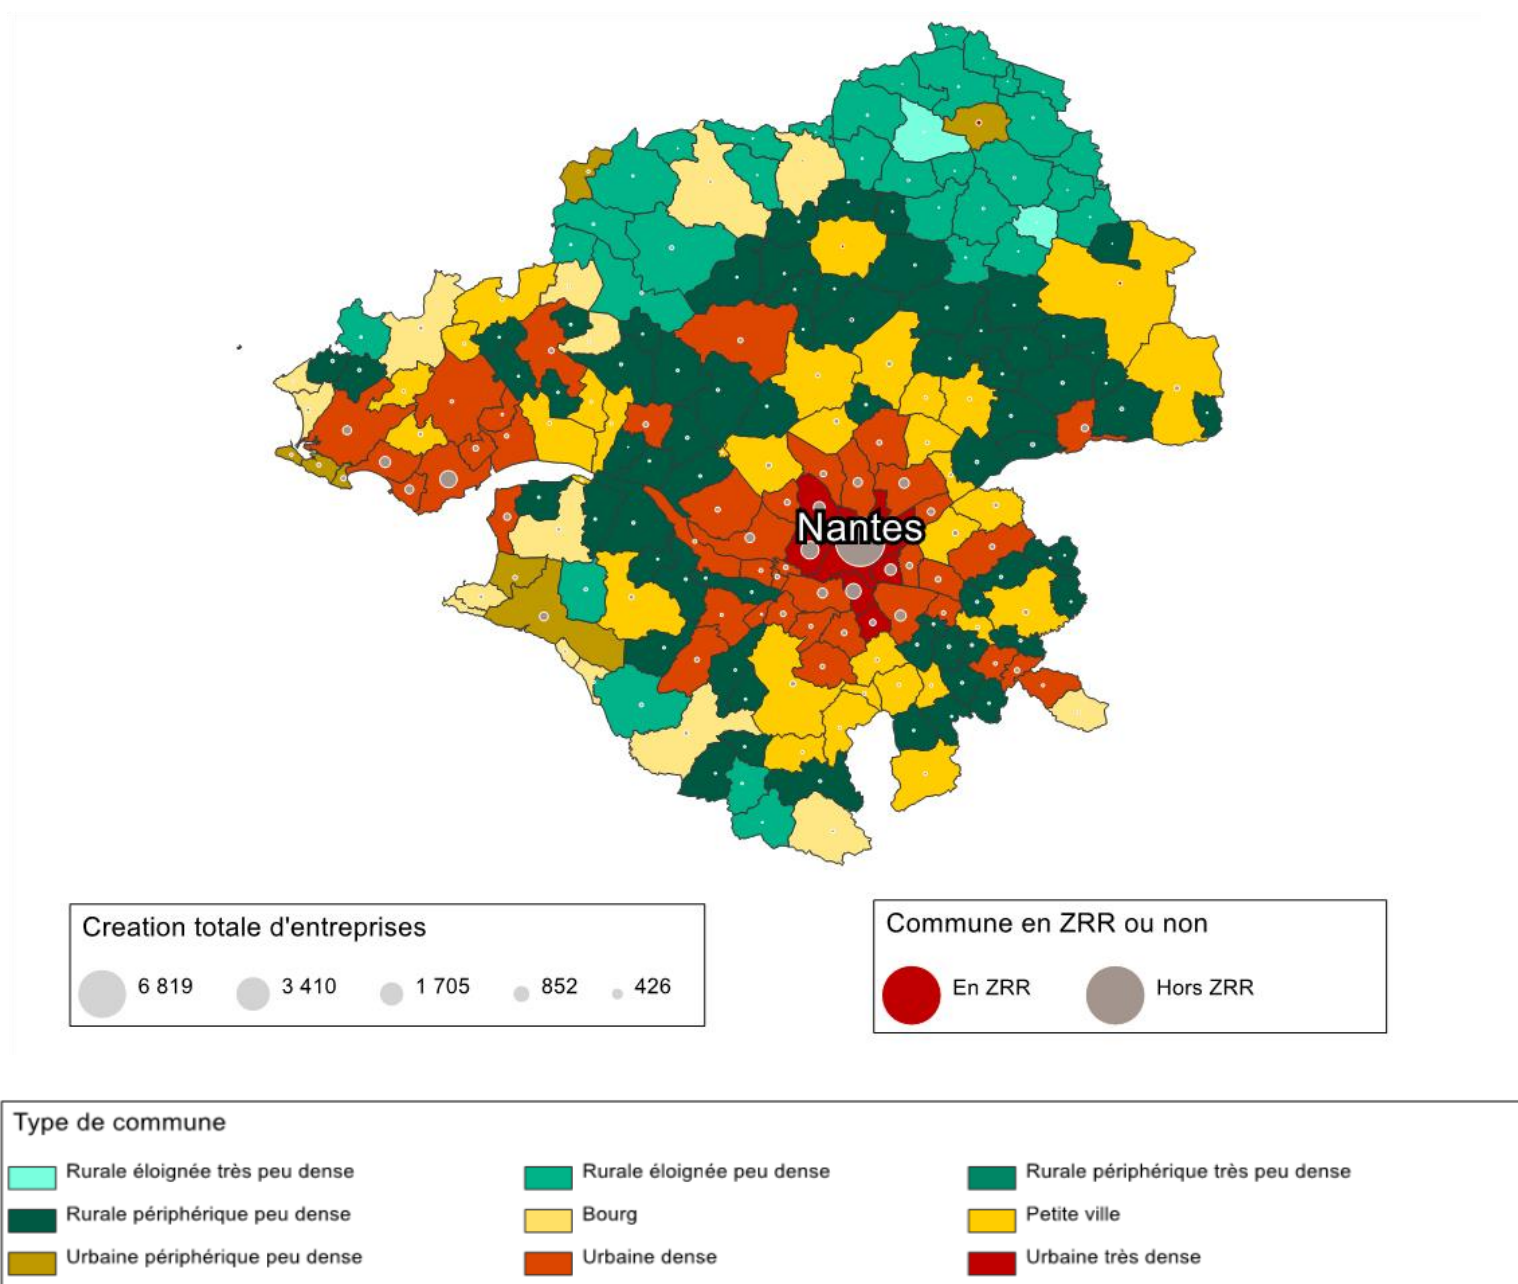 Nantes
Creation totale d'entreprises
6 819 3 410 1 705 852 426
Commune en ZRR ou non
En ZRR Hors ZRR
Type de commune
Rurale éloignée très peu dense Rurale éloignée peu dense Rurale périphérique très peu dense
Rurale périphérique peu dense Bourg Petite ville
Urbaine périphérique peu dense Urbaine dense Urbaine très dense